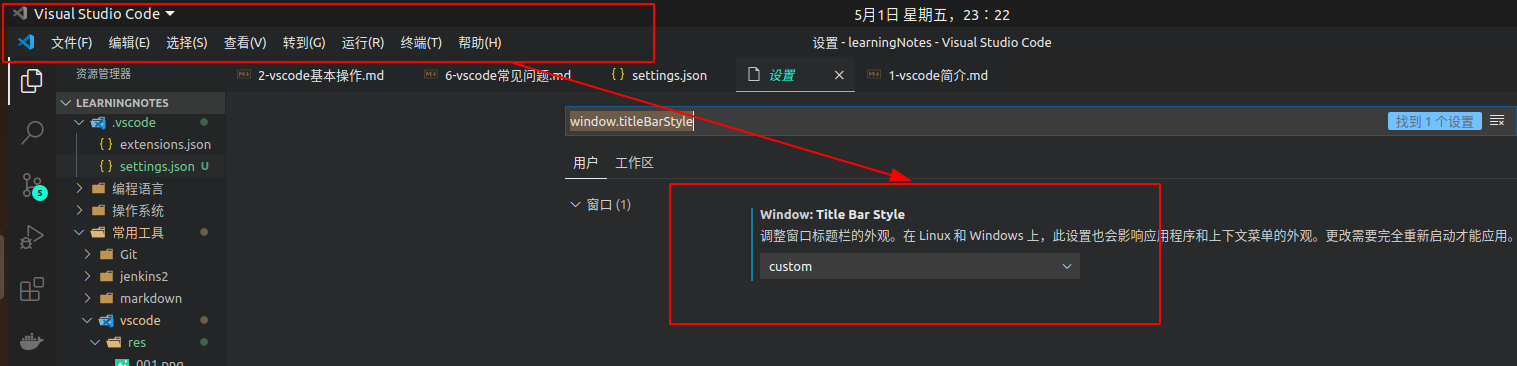 Visual Studio Code 5月1日 星期五，23：22
文件(F) 编辑(E) 选择(S) 查看(V) 转到(G) 运行(R) 终端(T) 帮助(H) 设置 - learningNotes - Visual Studio Code
资源管理器 2-vscode基本操作.md 6-vscode常见问题.md settings.json 设置 1-vscode简介.md
LEARNINGNOTES
.vscode
window.titleBarStyle 找到 1 个设置
extensions.json
settings.json U
用户 工作区
编程语言
5
窗口 (1)
操作系统
Window: Title Bar Style
常用工具
调整窗口标题栏的外观。在 Linux 和 Windows 上，此设置也会影响应用程序和上下文菜单的外观。更改需要完全重新启动才能应用。
Git
custom
jenkins2
markdown
vscode
res
001.png